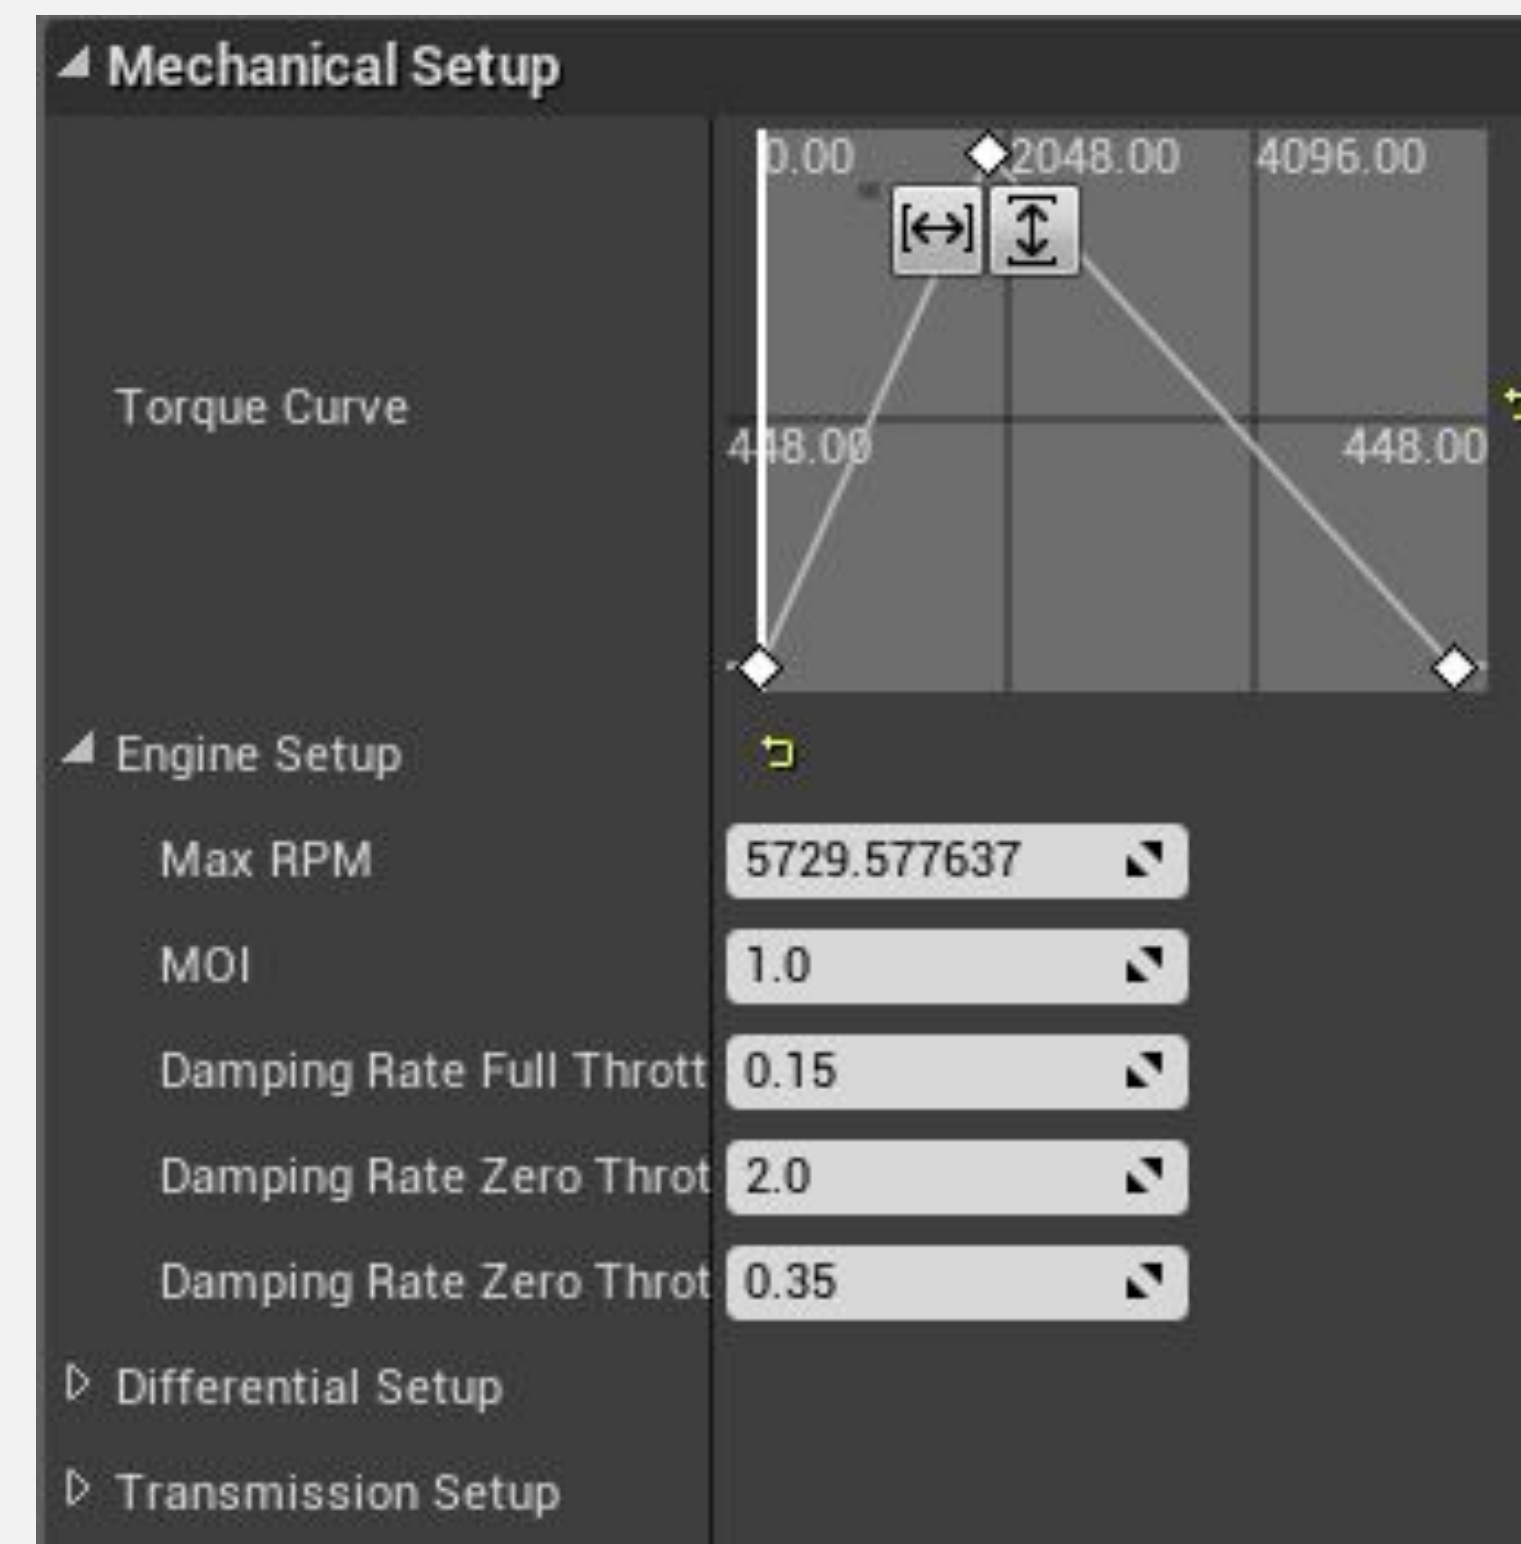 Mechanical Setup
0.00 2048.00 4096.00
Torque Curve
448.00 448.00
Engine Setup
Max RPM 5729.577637
MOI 1.0
Damping Rate Full Thrott 0.15
Damping Rate Zero Throt 2.0
Damping Rate Zero Throt 0.35
Differential Setup
Transmission Setup